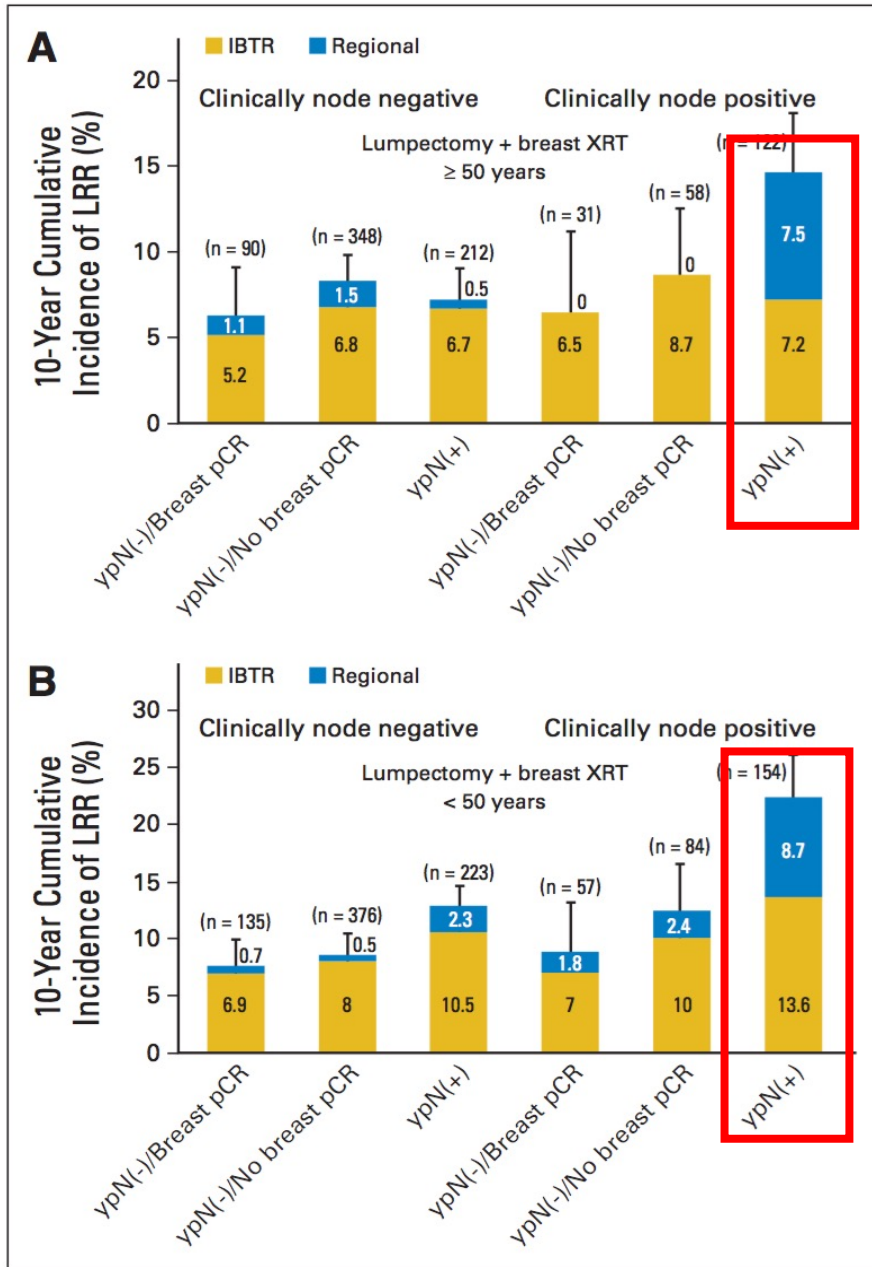 A
IBTR Regional
10-Year Cumulative
Incidence of LRR (%)
20
15
10
5
0
Clinically node negative Clinically node positive
Lumpectomy + breast XRT
≥ 50 years
(n = 90)
(n = 348)
(n = 212)
(n = 31)
(n = 58)
(n = 122)
1.1
5.2
1.5
6.8
0.5
6.7
0
6.5
0
8.7
7.5
7.2
ypN(-)/Breast pCR
ypN(-)/No breast pCR
ypN(+)
ypN(-)/Breast pCR
ypN(-)/No breast pCR
ypN(+)
B
IBTR Regional
10-Year Cumulative
Incidence of LRR (%)
30
25
20
15
10
5
0
Clinically node negative Clinically node positive
Lumpectomy + breast XRT
< 50 years
(n = 135)
(n = 376)
(n = 223)
(n = 57)
(n = 84)
(n = 154)
0.7
6.9
0.5
8
2.3
10.5
1.8
7
2.4
10
8.7
13.6
ypN(-)/Breast pCR
ypN(-)/No breast pCR
ypN(+)
ypN(-)/Breast pCR
ypN(-)/No breast pCR
ypN(+)